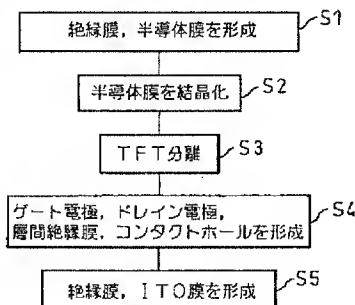 絶縁膜，半導体膜を形成
S1
半導体膜を結晶化
S2
TFT分離
S3
ゲート電極，ドレイン電極，
層間絶縁膜，コンタクトホールを形成
S4
絶縁膜，ITO膜を形成
S5